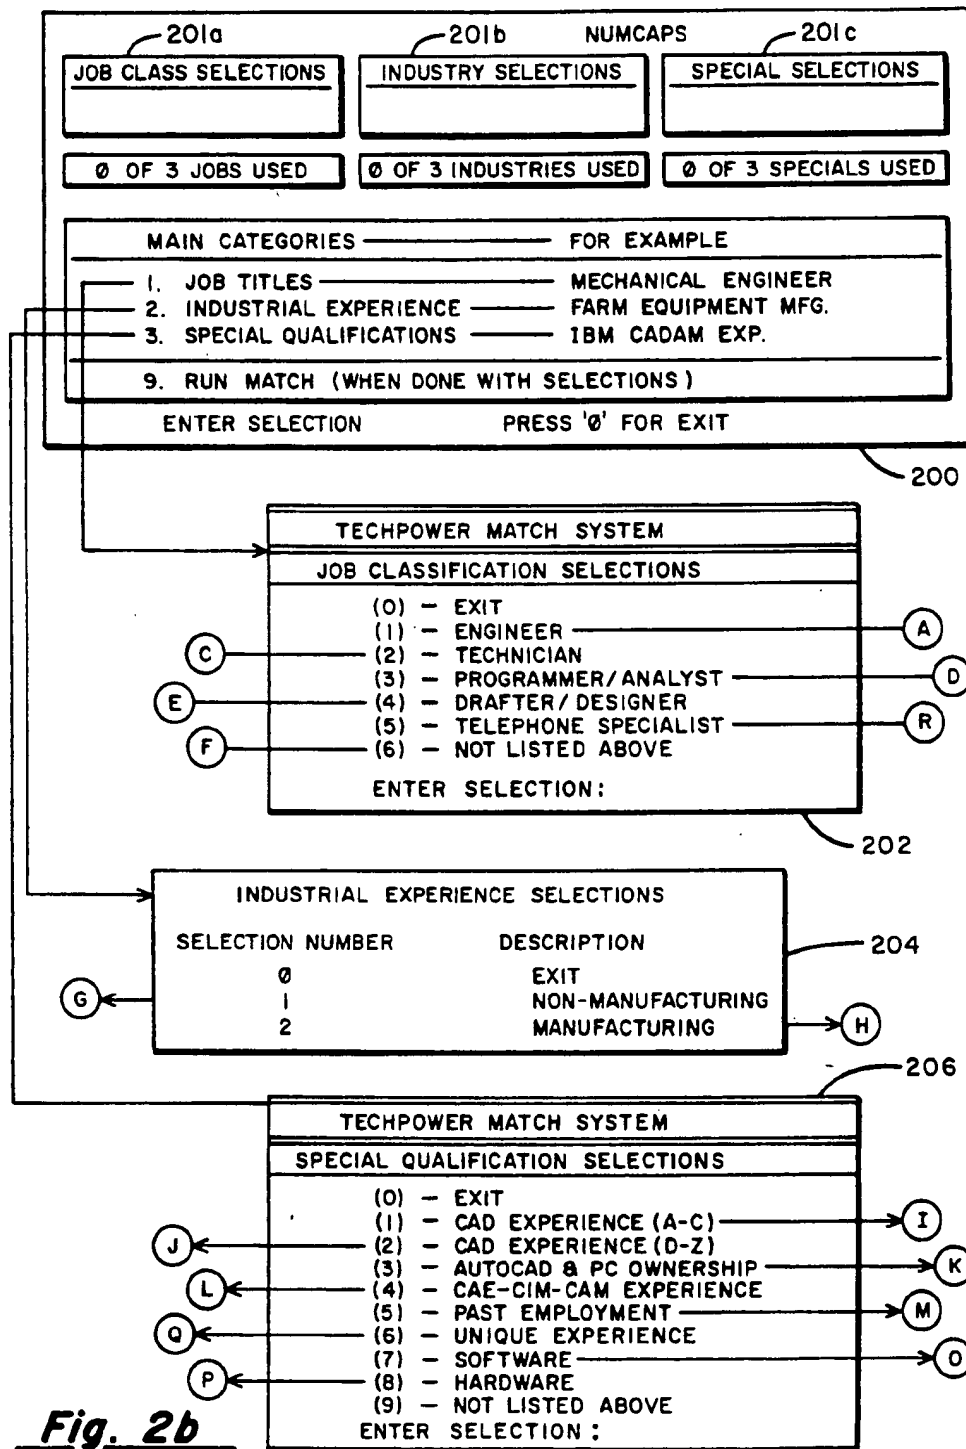 201a 201b NUMCAPS 201c
JOB CLASS SELECTIONS INDUSTRY SELECTIONS SPECIAL SELECTIONS
Ø OF 3 JOBS USED Ø OF 3 INDUSTRIES USED Ø OF 3 SPECIALS USED
MAIN CATEGORIES FOR EXAMPLE
1. JOB TITLES MECHANICAL ENGINEER
2. INDUSTRIAL EXPERIENCE FARM EQUIPMENT MFG.
3. SPECIAL QUALIFICATIONS IBM CADAM EXP.
9. RUN MATCH (WHEN DONE WITH SELECTIONS)
ENTER SELECTION PRESS 'Ø' FOR EXIT
200
TECHPOWER MATCH SYSTEM
JOB CLASSIFICATION SELECTIONS
(0) - EXIT
(1) - ENGINEER A
C (2) - TECHNICIAN
(3) - PROGRAMMER/ANALYST D
E (4) - DRAFTER/DESIGNER
(5) - TELEPHONE SPECIALIST R
F (6) - NOT LISTED ABOVE
ENTER SELECTION:
202
INDUSTRIAL EXPERIENCE SELECTIONS
SELECTION NUMBER DESCRIPTION 204
Ø EXIT
G 1 NON-MANUFACTURING
2 MANUFACTURING H
206
TECHPOWER MATCH SYSTEM
SPECIAL QUALIFICATION SELECTIONS
(0) - EXIT
(1) - CAD EXPERIENCE (A-C) I
J (2) - CAD EXPERIENCE (D-Z)
(3) - AUTOCAD & PC OWNERSHIP K
L (4) - CAE-CIM-CAM EXPERIENCE
(5) - PAST EMPLOYMENT M
Q (6) - UNIQUE EXPERIENCE
(7) - SOFTWARE O
P (8) - HARDWARE
(9) - NOT LISTED ABOVE
ENTER SELECTION:
Fig. 2b